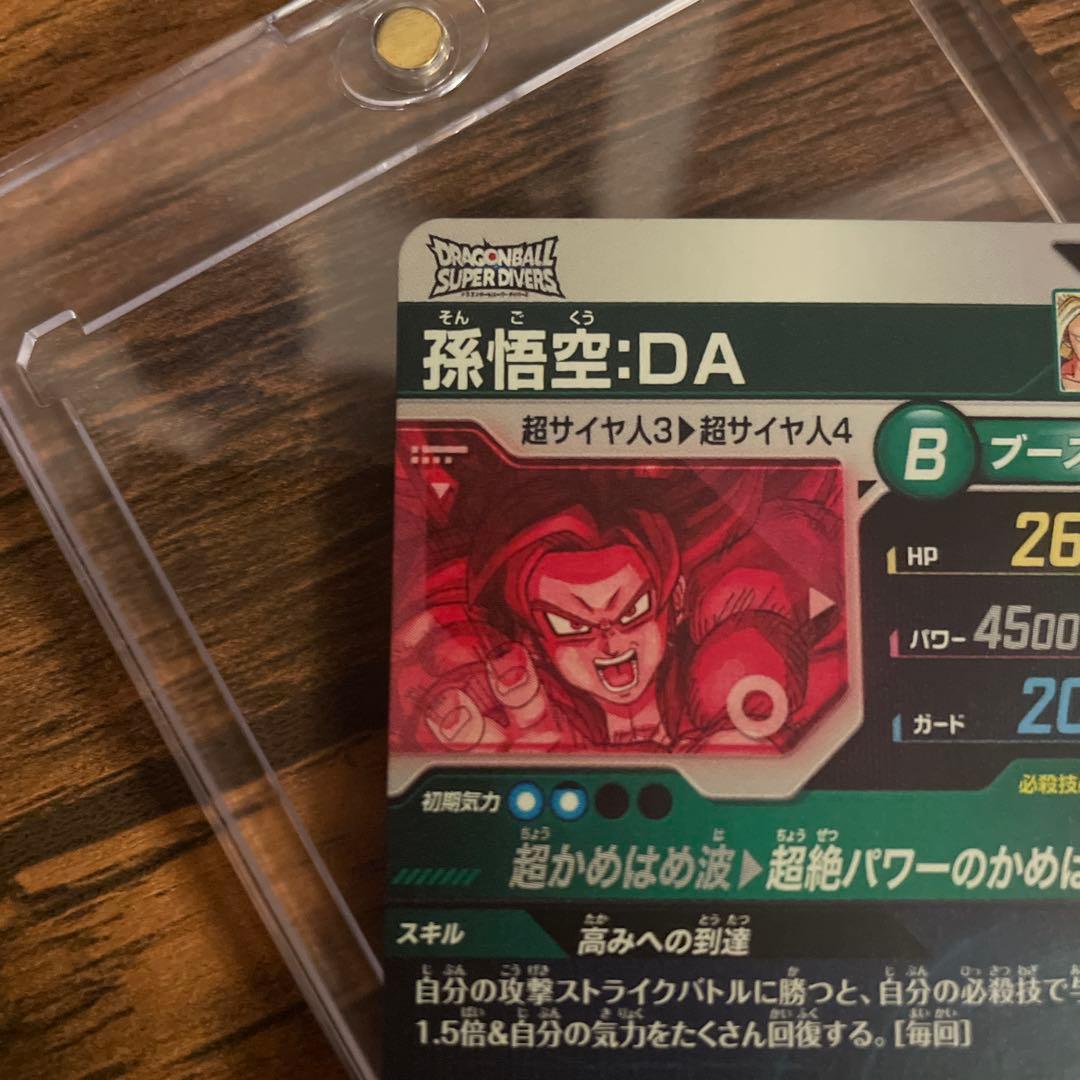 DRAGONBALL
SUPER DIVERS
そん ご くう
孫悟空:DA
超サイヤ人3▶超サイヤ人4
B ブー
HP 26
パワー 4500
ガード 20
初期気力
必殺技
ちょう は ちょう ぜつ
超かめはめ波▶超絶パワーのかめは
スキル
たか とう たつ
高みへの到達
じ ぶん こう げき か じ ぶん ひっ さつ わざ
自分の攻撃ストライクバトルに勝つと、自分の必殺技で
ばい じ ぶん き りょく かい ふく まい かい
1.5倍&自分の気力をたくさん回復する。[毎回]